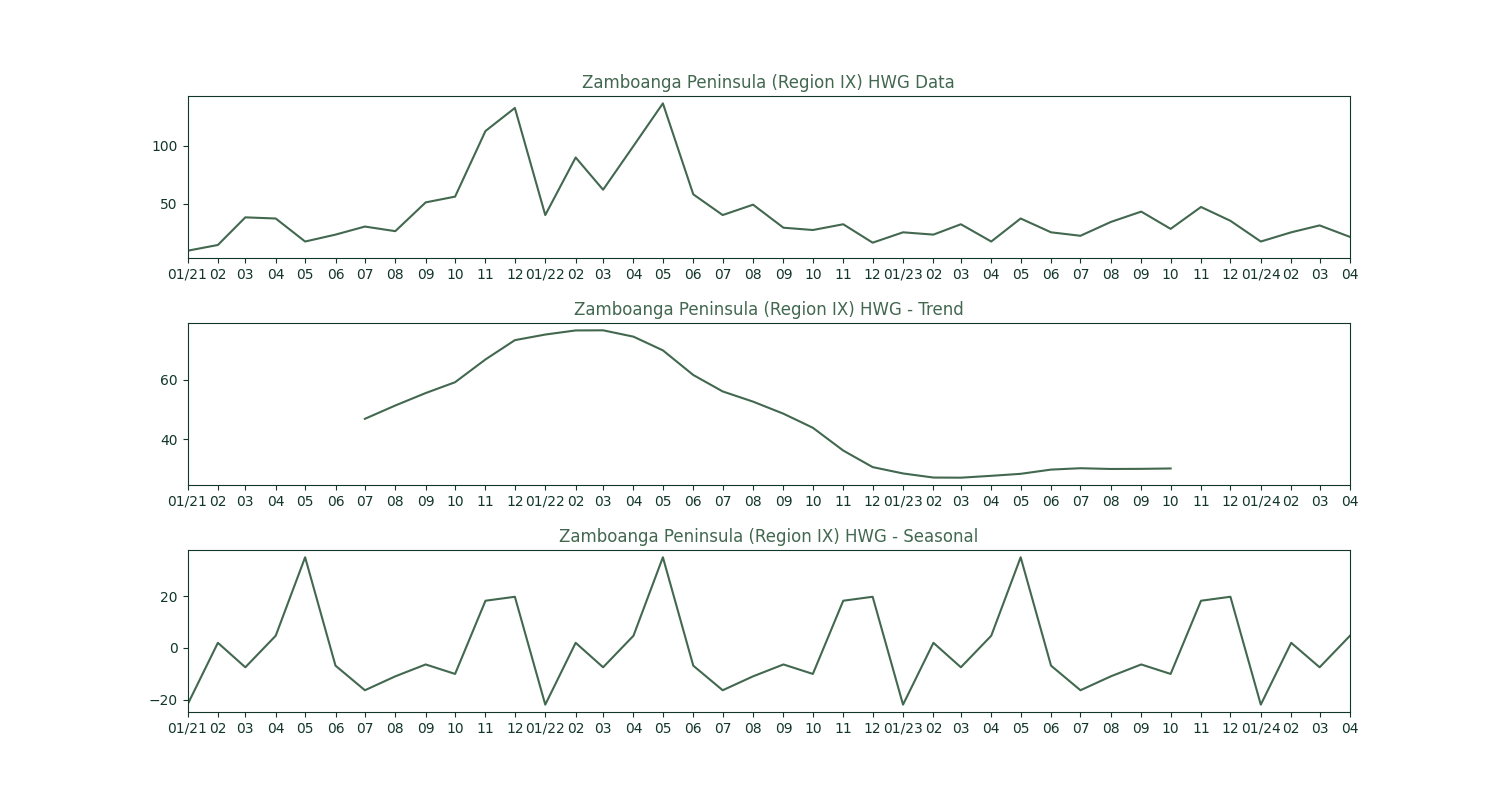 Zamboanga Peninsula (Region IX) HWG Data
100
50
01/21 02 03 04 05 06 07 08 09 10 11 12 01/22 02 03 04 05 06 07 08 09 10 11 12 01/23 02 03 04 05 06 07 08 09 10 11 12 01/24 02 03 04
Zamboanga Peninsula (Region IX) HWG - Trend
60
40
01/21 02 03 04 05 06 07 08 09 10 11 12 01/22 02 03 04 05 06 07 08 09 10 11 12 01/23 02 03 04 05 06 07 08 09 10 11 12 01/24 02 03 04
Zamboanga Peninsula (Region IX) HWG - Seasonal
20
0
−20
01/21 02 03 04 05 06 07 08 09 10 11 12 01/22 02 03 04 05 06 07 08 09 10 11 12 01/23 02 03 04 05 06 07 08 09 10 11 12 01/24 02 03 04